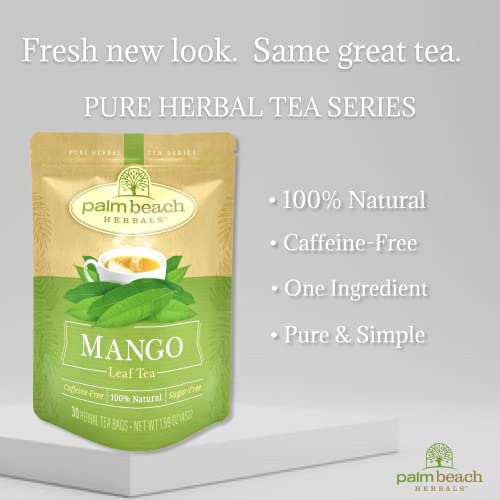 Fresh new look. Same great tea.
PURE HERBAL TEA SERIES
PURE HERBAL TEA SERIES
palm beach
HERBALS™
MANGO
Leaf Tea
Caffeine-Free | 100% Natural | Sugar-Free
30 HERBAL TEA BAGS - NET WT 1.59 OZ (45G)
• 100% Natural
• Caffeine-Free
• One Ingredient
• Pure & Simple
palm beach
HERBALS™